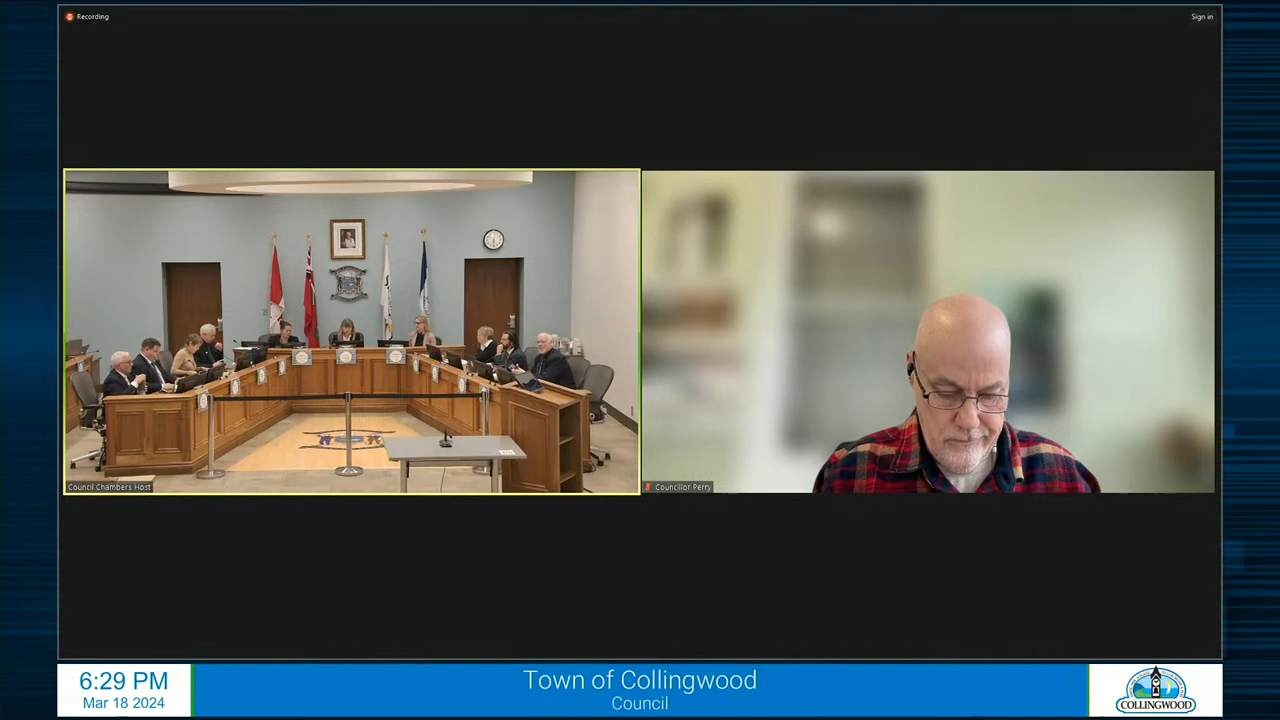 Recording
Sign in
Council Chambers Host
Councillor Perry
6:29 PM
Mar 18 2024
Town of Collingwood
Council
COLLINGWOOD